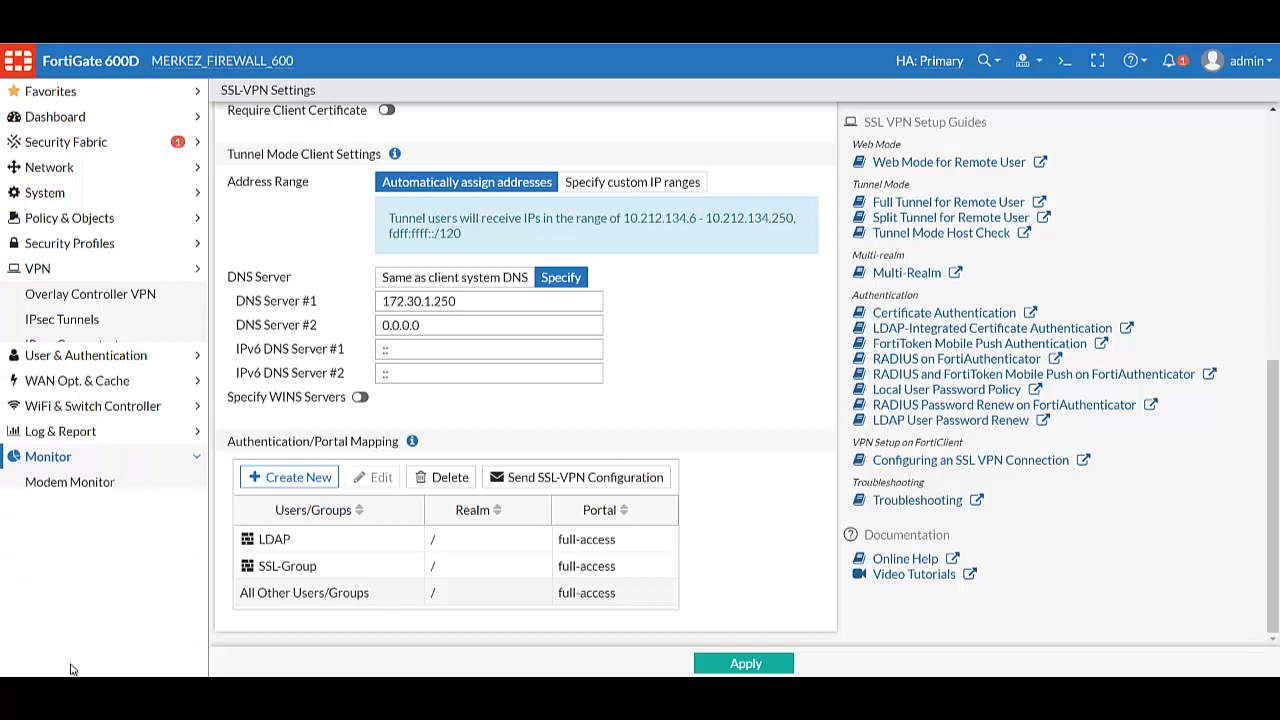 FortiGate 600D MERKEZ_FIREWALL_600 HA: Primary 1 admin
Favorites
Dashboard
Security Fabric 1
Network
System
Policy & Objects
Security Profiles
VPN
Overlay Controller VPN
IPsec Tunnels
User & Authentication
WAN Opt. & Cache
WiFi & Switch Controller
Log & Report
Monitor
Modem Monitor
SSL-VPN Settings
Require Client Certificate
Tunnel Mode Client Settings
Address Range Automatically assign addresses Specify custom IP ranges
Tunnel users will receive IPs in the range of 10.212.134.6 - 10.212.134.250,
fdff:ffff::/120
DNS Server Same as client system DNS Specify
DNS Server #1 172.30.1.250
DNS Server #2 0.0.0.0
IPv6 DNS Server #1 ::
IPv6 DNS Server #2 ::
Specify WINS Servers
Authentication/Portal Mapping
Create New Edit Delete Send SSL-VPN Configuration
Users/Groups Realm Portal
LDAP / full-access
SSL-Group / full-access
All Other Users/Groups / full-access
Apply
SSL VPN Setup Guides
Web Mode
Web Mode for Remote User
Tunnel Mode
Full Tunnel for Remote User
Split Tunnel for Remote User
Tunnel Mode Host Check
Multi-realm
Multi-Realm
Authentication
Certificate Authentication
LDAP-Integrated Certificate Authentication
FortiToken Mobile Push Authentication
RADIUS on FortiAuthenticator
RADIUS and FortiToken Mobile Push on FortiAuthenticator
Local User Password Policy
RADIUS Password Renew on FortiAuthenticator
LDAP User Password Renew
VPN Setup on FortiClient
Configuring an SSL VPN Connection
Troubleshooting
Troubleshooting
Documentation
Online Help
Video Tutorials